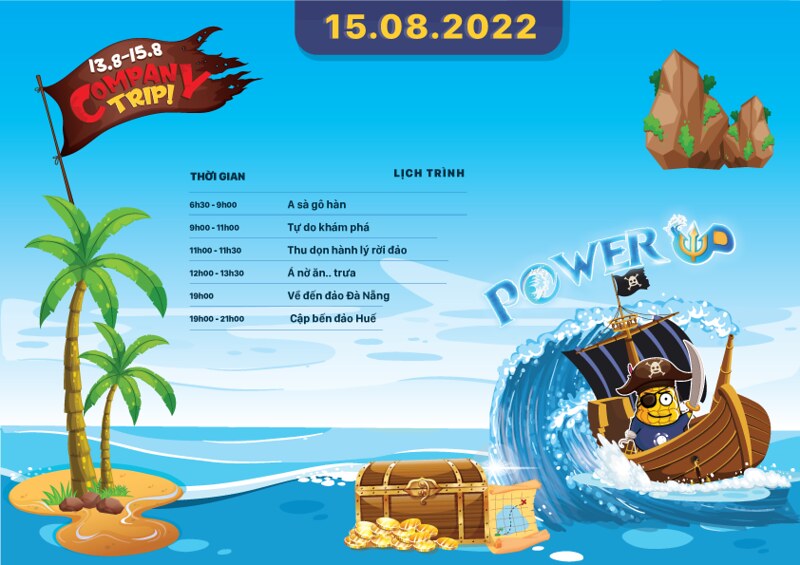 15.08.2022
13.8-15.8
COMPANY
TRIP!
THỜI GIAN LỊCH TRÌNH
6h30 - 9h00 A sà gô hàn
9h00 - 11h00 Tự do khám phá
11h00 - 11h30 Thu dọn hành lý rời đảo
12h00 - 13h30 Á nờ ăn.. trưa
19h00 Về đến đảo Đà Nẵng
19h00 - 21h00 Cập bến đảo Huế
POWER UP